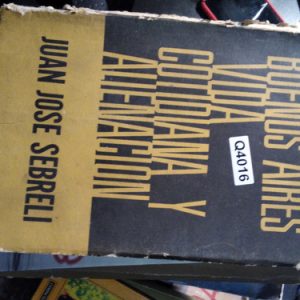 BUENOS AIRES
VIDA
COTIDIANA Y
ALIENACION
JUAN JOSE SEBRELI
Q4016